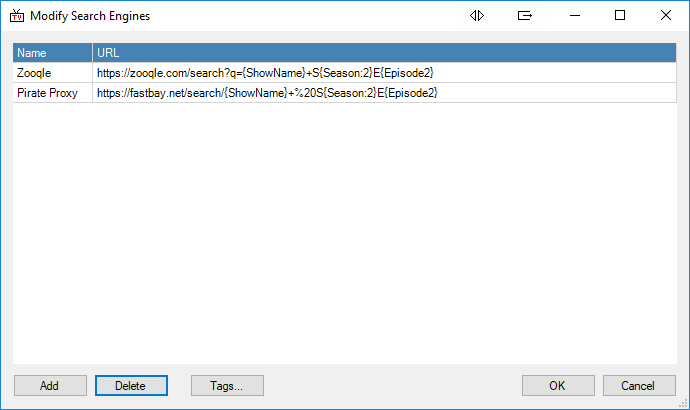 TV Modify Search Engines
Name URL
Zooqle https://zooqle.com/search?q={ShowName}+S{Season:2}E{Episode2}
Pirate Proxy https://fastbay.net/search/{ShowName}+%20S{Season:2}E{Episode2}
Add Delete Tags... OK Cancel